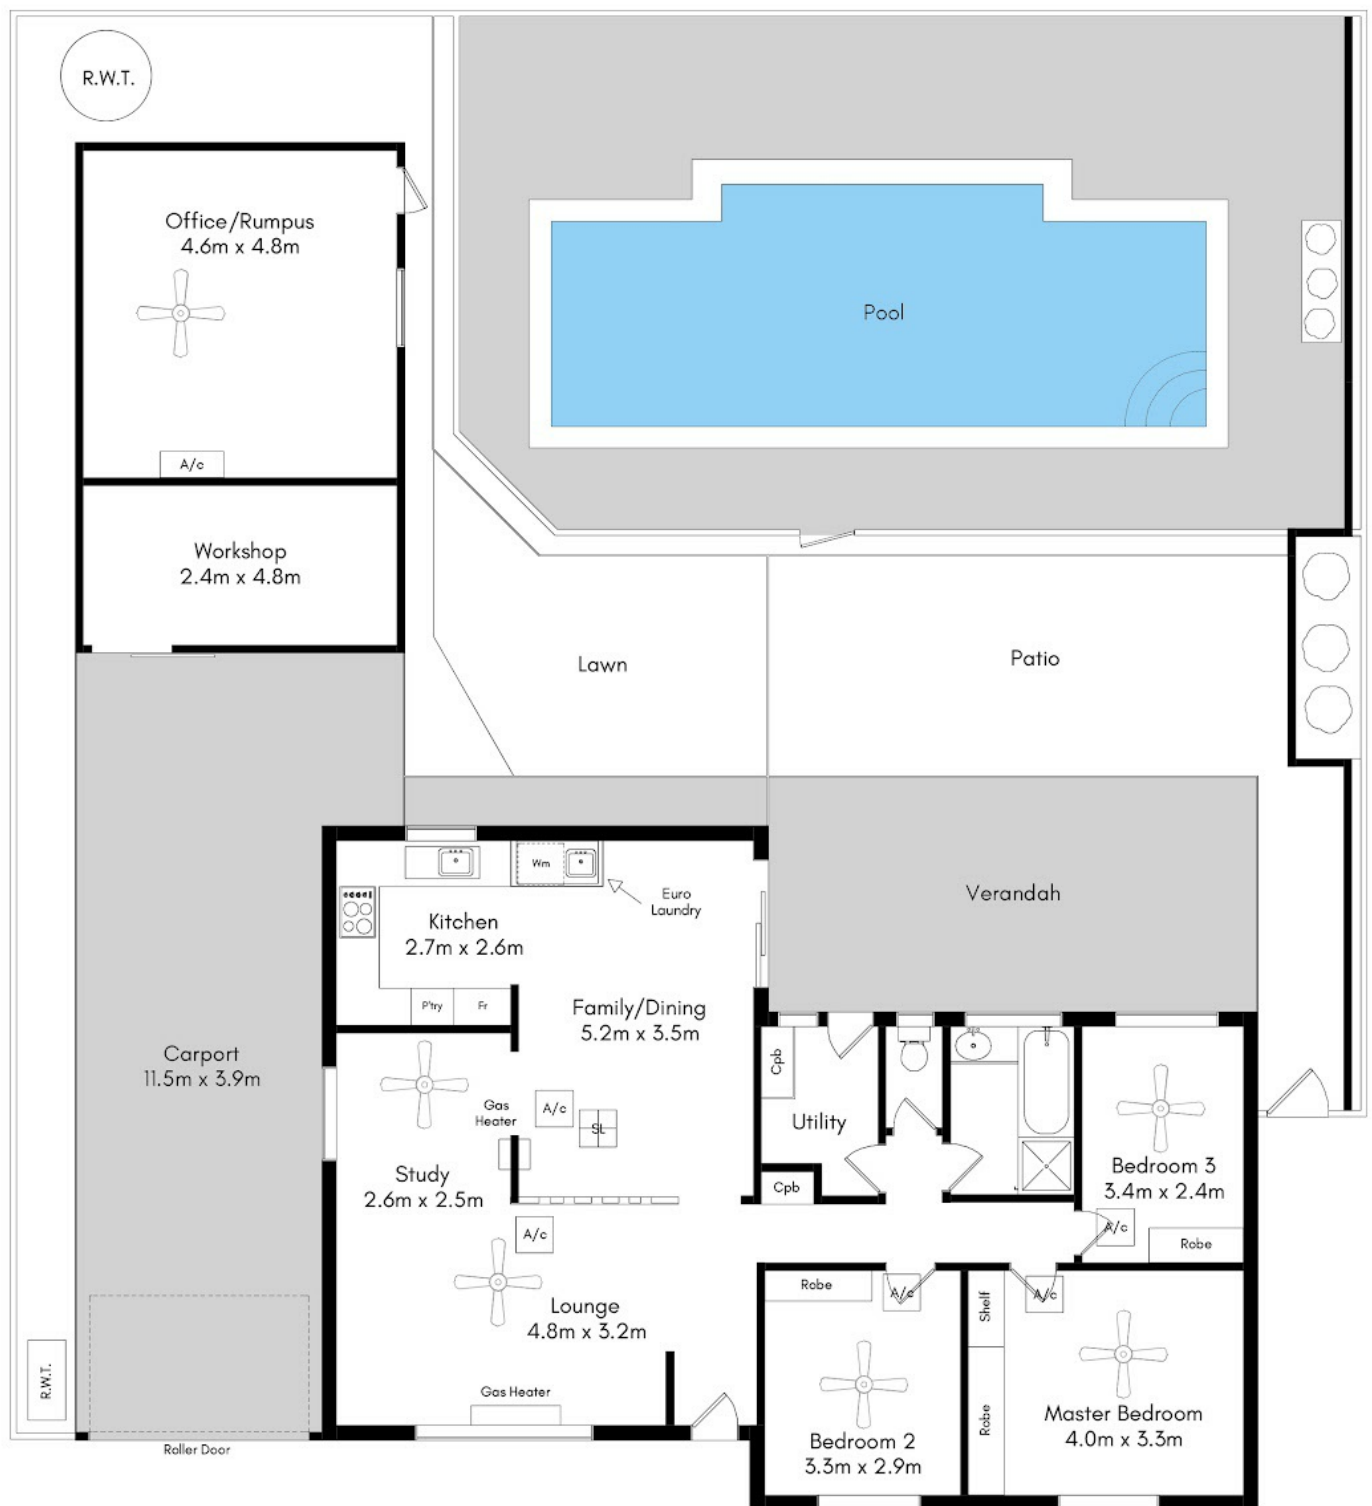 R.W.T.
Office/Rumpus
4.6m x 4.8m
A/c
Workshop
2.4m x 4.8m
Pool
Lawn
Patio
Verandah
Wm
Euro
Laundry
Kitchen
2.7m x 2.6m
P'try
Fr
Family/Dining
5.2m x 3.5m
Carport
11.5m x 3.9m
Gas
Heater
A/c
SL
Cpb
Utility
Cpb
Study
2.6m x 2.5m
A/c
Bedroom 3
3.4m x 2.4m
A/c
Robe
Lounge
4.8m x 3.2m
Gas Heater
Robe
A/c
Shelf
A/c
Robe
Bedroom 2
3.3m x 2.9m
Master Bedroom
4.0m x 3.3m
R.W.T.
Roller Door